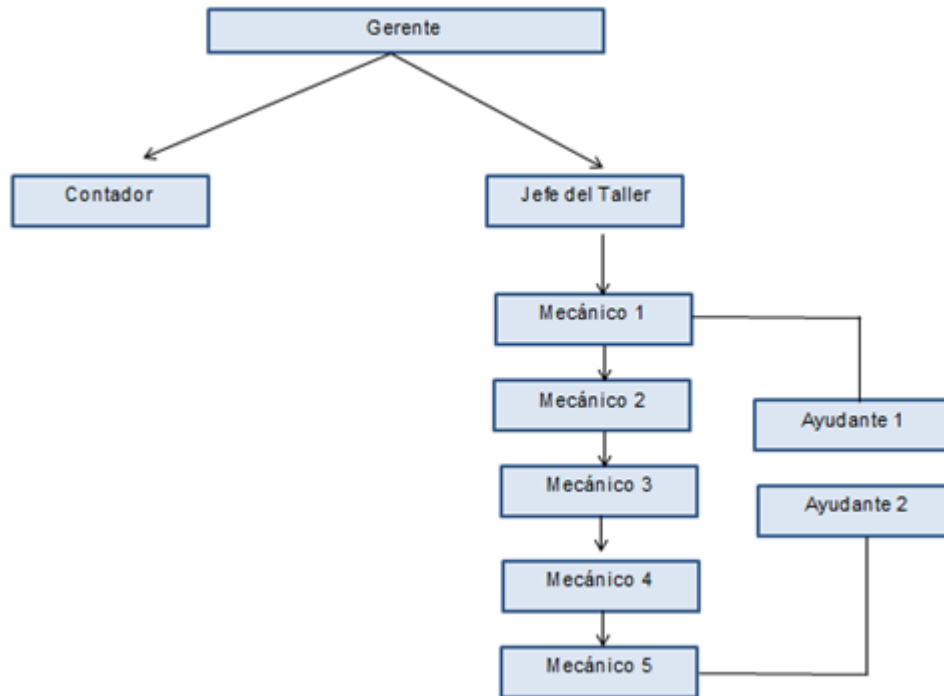 Gerente
Contador
Jefe del Taller
Mecánico 1
Mecánico 2
Ayudante 1
Mecánico 3
Ayudante 2
Mecánico 4
Mecánico 5